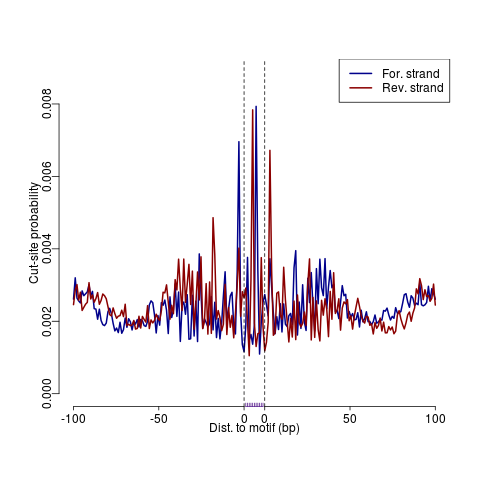 For. strand
Rev. strand
Cut-site probability
0.008
0.006
0.004
0.002
0.000
-100
-50
0
0
50
100
Dist. to motif (bp)